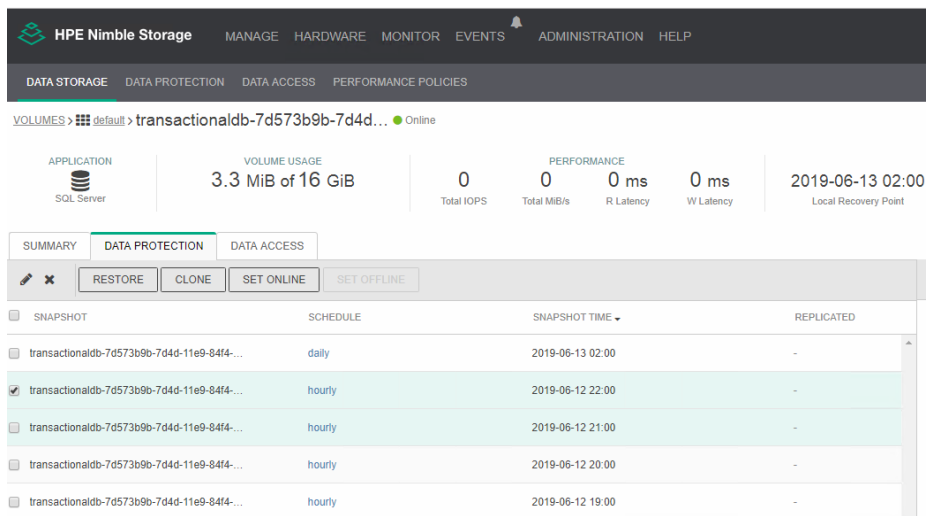 HPE Nimble Storage MANAGE HARDWARE MONITOR EVENTS ADMINISTRATION HELP
DATA STORAGE DATA PROTECTION DATA ACCESS PERFORMANCE POLICIES
VOLUMES > default > transactionaldb-7d573b9b-7d4d... Online
APPLICATION VOLUME USAGE PERFORMANCE
3.3 MiB of 16 GiB 0 0 0 ms 0 ms 2019-06-13 02:00
SQL Server Total IOPS Total MiB/s R Latency W Latency Local Recovery Point
SUMMARY DATA PROTECTION DATA ACCESS
RESTORE CLONE SET ONLINE SET OFFLINE
SNAPSHOT SCHEDULE SNAPSHOT TIME REPLICATED
transactionaldb-7d573b9b-7d4d-11e9-84f4-... daily 2019-06-13 02:00 -
transactionaldb-7d573b9b-7d4d-11e9-84f4-... hourly 2019-06-12 22:00 -
transactionaldb-7d573b9b-7d4d-11e9-84f4-... hourly 2019-06-12 21:00 -
transactionaldb-7d573b9b-7d4d-11e9-84f4-... hourly 2019-06-12 20:00 -
transactionaldb-7d573b9b-7d4d-11e9-84f4-... hourly 2019-06-12 19:00 -